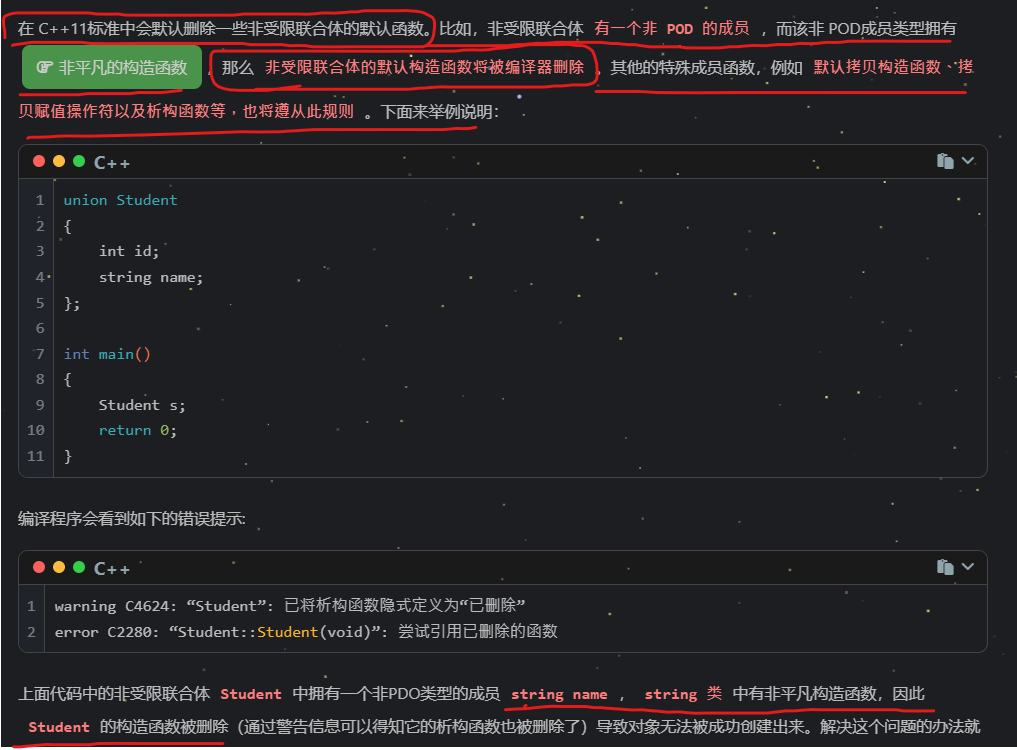 在 C++11标准中会默认删除一些非受限联合体的默认函数。比如，非受限联合体 有一个非 POD 的成员 ，而该非 POD成员类型拥有
非平凡的构造函数 ，那么 非受限联合体的默认构造函数将被编译器删除 。其他的特殊成员函数，例如 默认拷贝构造函数、拷
贝赋值操作符以及析构函数等，也将遵从此规则 。下面来举例说明：
C++
1 union Student
2 {
3     int id;
4     string name;
5 };
6
7 int main()
8 {
9     Student s;
10     return 0;
11 }
编译程序会看到如下的错误提示:
C++
1 warning C4624: “Student”: 已将析构函数隐式定义为“已删除”
2 error C2280: “Student::Student(void)”: 尝试引用已删除的函数
上面代码中的非受限联合体 Student 中拥有一个非PDO类型的成员 string name ， string 类 中有非平凡构造函数，因此
Student 的构造函数被删除（通过警告信息可以得知它的析构函数也被删除了）导致对象无法被成功创建出来。解决这个问题的办法就